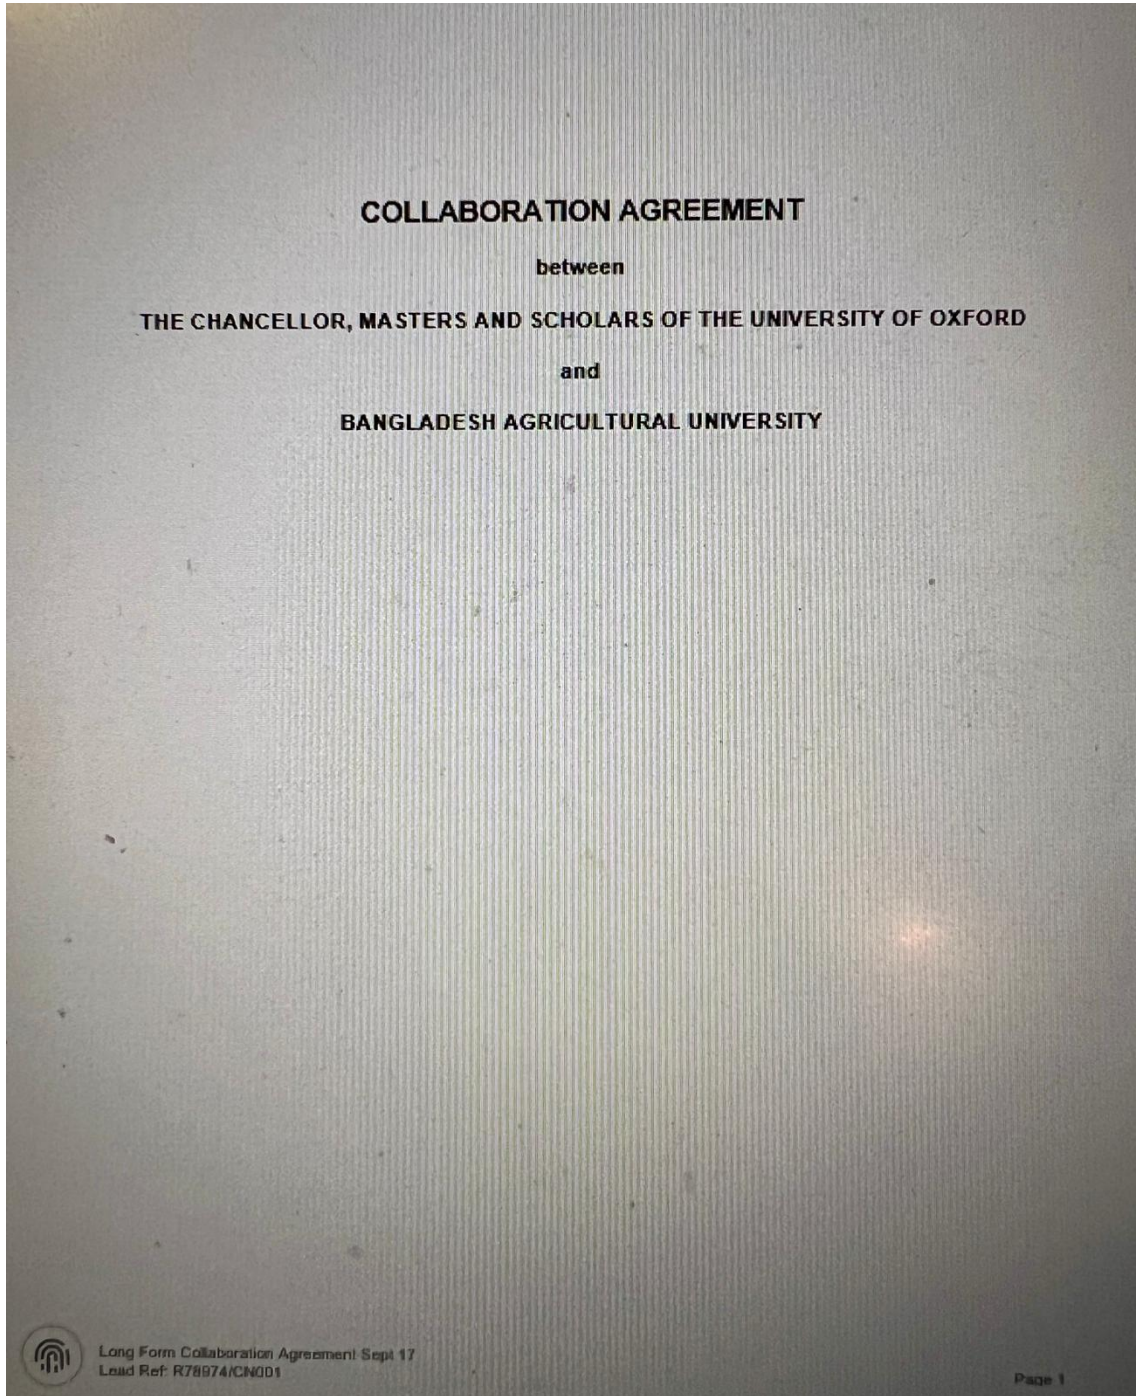 COLLABORATION AGREEMENT
between
THE CHANCELLOR, MASTERS AND SCHOLARS OF THE UNIVERSITY OF OXFORD
and
BANGLADESH AGRICULTURAL UNIVERSITY
Long Form Collaboration Agreement Sept 17
Lead Ref: R78974/CN001
Page 1